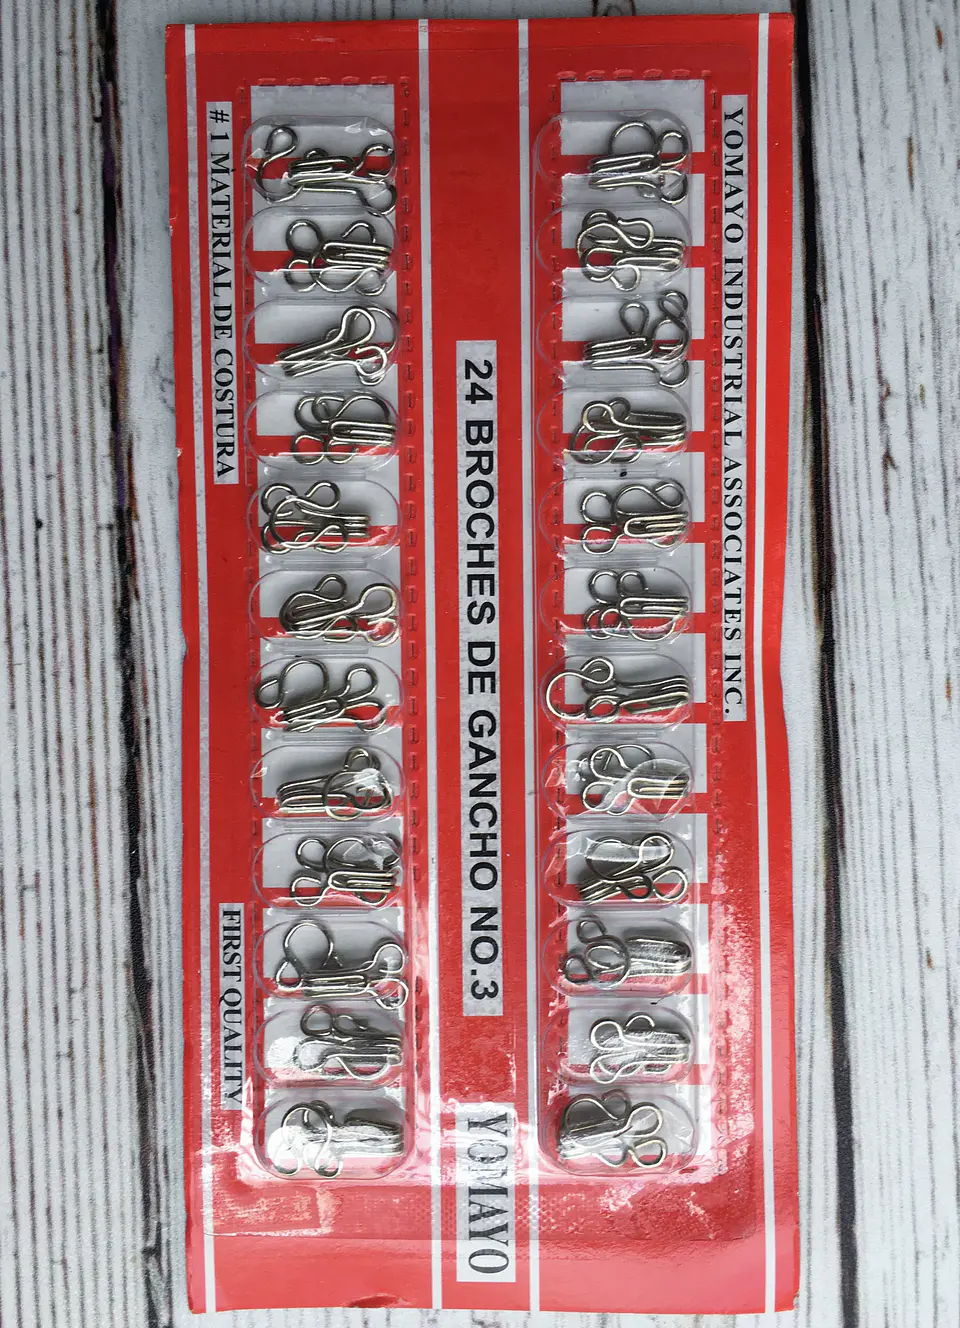 YOMAYO INDUSTRIAL ASSOCIATES INC.
24 BROCHES DE GANCHO NO.3
YOMAYO
# 1 MATERIAL DE COSTURA
FIRST QUALITY